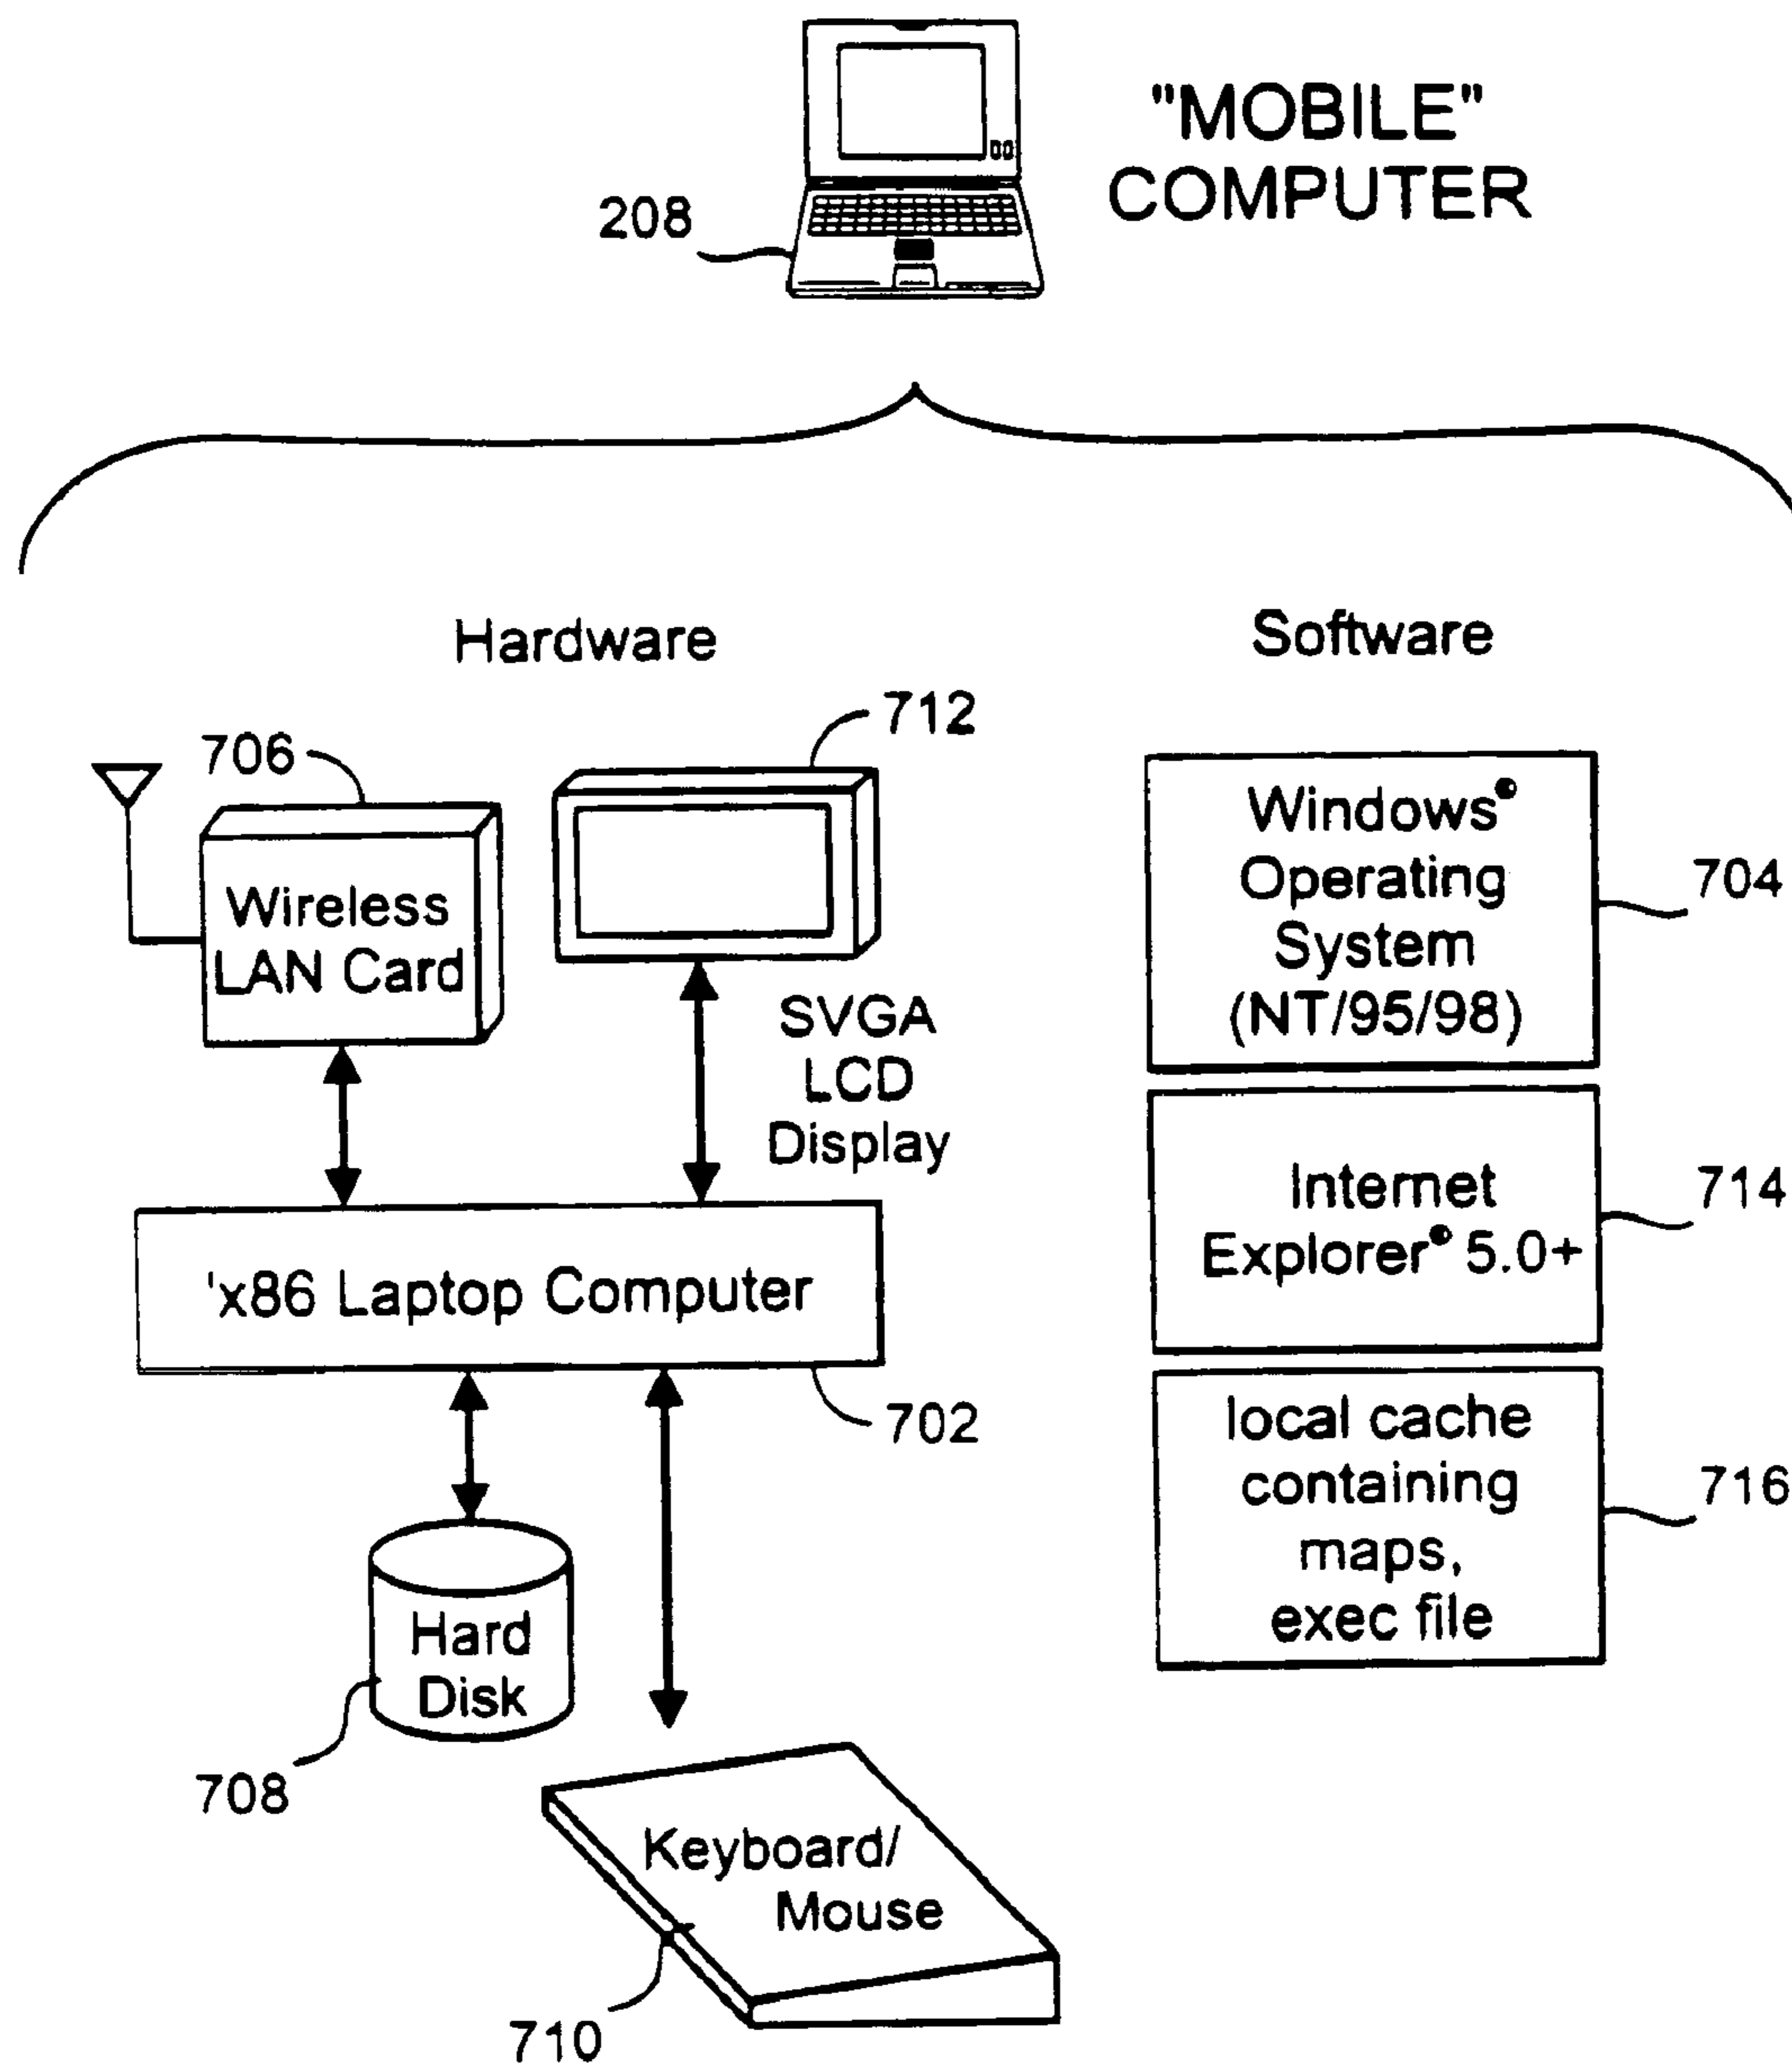 "MOBILE"
COMPUTER
208
Hardware
Software
706
712
Wireless
LAN Card
SVGA
LCD
Display
'x86 Laptop Computer
702
Hard
Disk
708
Keyboard/
Mouse
710
Windows®
Operating
System
(NT/95/98)
704
Internet
Explorer® 5.0+
714
local cache
containing
maps,
exec file
716